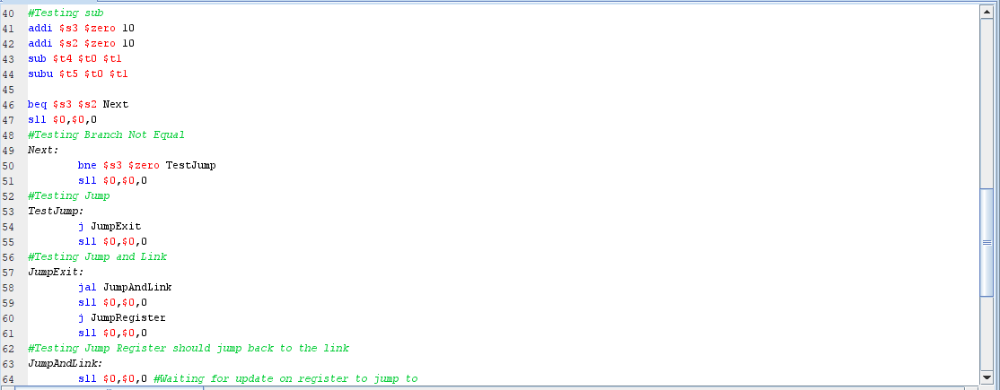 40 #Testing sub
41 addi $s3 $zero 10
42 addi $s2 $zero 10
43 sub $t4 $t0 $t1
44 subu $t5 $t0 $t1
45
46 beq $s3 $s2 Next
47 sll $0,$0,0
48 #Testing Branch Not Equal
49 Next:
50 bne $s3 $zero TestJump
51 sll $0,$0,0
52 #Testing Jump
53 TestJump:
54 j JumpExit
55 sll $0,$0,0
56 #Testing Jump and Link
57 JumpExit:
58 jal JumpAndLink
59 sll $0,$0,0
60 j JumpRegister
61 sll $0,$0,0
62 #Testing Jump Register should jump back to the link
63 JumpAndLink:
64 sll $0,$0,0 #Waiting for update on register to jump to